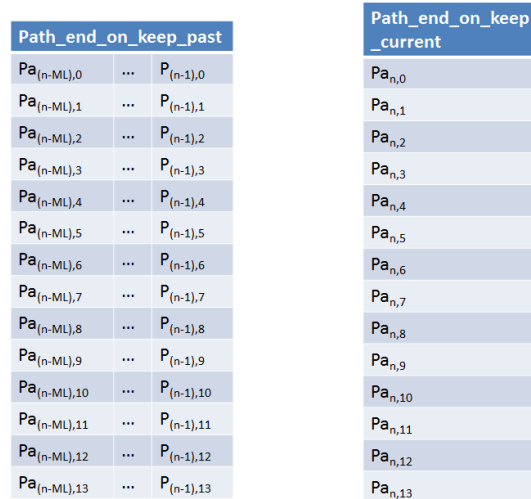 Path_end_on_keep_past
Pa(n-ML),0 ... P(n-1),0
Pa(n-ML),1 ... P(n-1),1
Pa(n-ML),2 ... P(n-1),2
Pa(n-ML),3 ... P(n-1),3
Pa(n-ML),4 ... P(n-1),4
Pa(n-ML),5 ... P(n-1),5
Pa(n-ML),6 ... P(n-1),6
Pa(n-ML),7 ... P(n-1),7
Pa(n-ML),8 ... P(n-1),8
Pa(n-ML),9 ... P(n-1),9
Pa(n-ML),10 ... P(n-1),10
Pa(n-ML),11 ... P(n-1),11
Pa(n-ML),12 ... P(n-1),12
Pa(n-ML),13 ... P(n-1),13
Path_end_on_keep
_current
Pan,0
Pan,1
Pan,2
Pan,3
Pan,4
Pan,5
Pan,6
Pan,7
Pan,8
Pan,9
Pan,10
Pan,11
Pan,12
Pan,13